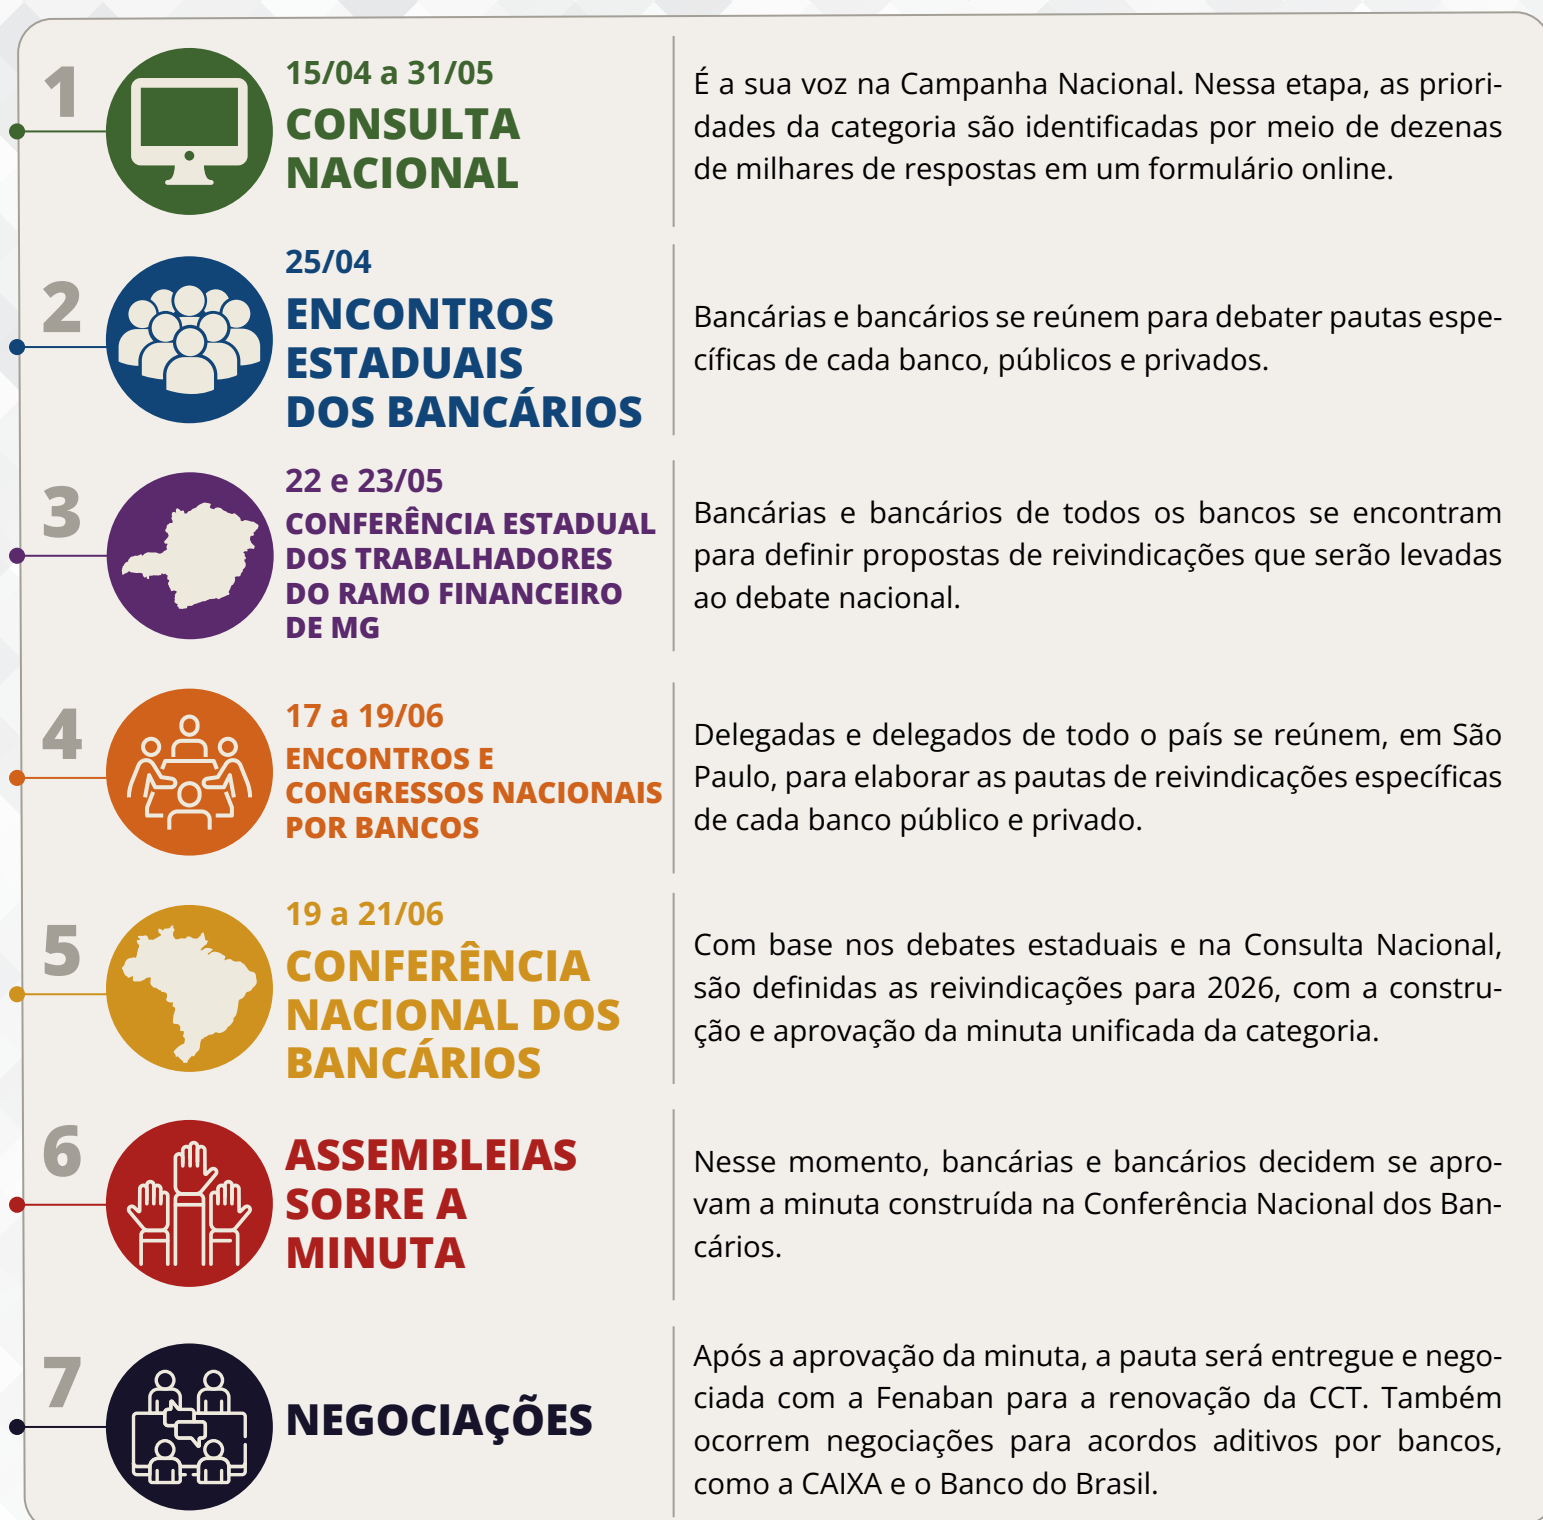 1
15/04 a 31/05
CONSULTA
NACIONAL
É a sua voz na Campanha Nacional. Nessa etapa, as priori-
dades da categoria são identificadas por meio de dezenas
de milhares de respostas em um formulário online.
2
25/04
ENCONTROS
ESTADUAIS
DOS BANCÁRIOS
Bancárias e bancários se reúnem para debater pautas espe-
cíficas de cada banco, públicos e privados.
3
22 e 23/05
CONFERÊNCIA ESTADUAL
DOS TRABALHADORES
DO RAMO FINANCEIRO
DE MG
Bancárias e bancários de todos os bancos se encontram
para definir propostas de reivindicações que serão levadas
ao debate nacional.
4
17 a 19/06
ENCONTROS E
CONGRESSOS NACIONAIS
POR BANCOS
Delegadas e delegados de todo o país se reúnem, em São
Paulo, para elaborar as pautas de reivindicações específicas
de cada banco público e privado.
5
19 a 21/06
CONFERÊNCIA
NACIONAL DOS
BANCÁRIOS
Com base nos debates estaduais e na Consulta Nacional,
são definidas as reivindicações para 2026, com a constru-
ção e aprovação da minuta unificada da categoria.
6
ASSEMBLEIAS
SOBRE A
MINUTA
Nesse momento, bancárias e bancários decidem se apro-
vam a minuta construída na Conferência Nacional dos Ban-
cários.
7
NEGOCIAÇÕES
Após a aprovação da minuta, a pauta será entregue e nego-
ciada com a Fenaban para a renovação da CCT. Também
ocorrem negociações para acordos aditivos por bancos,
como a CAIXA e o Banco do Brasil.